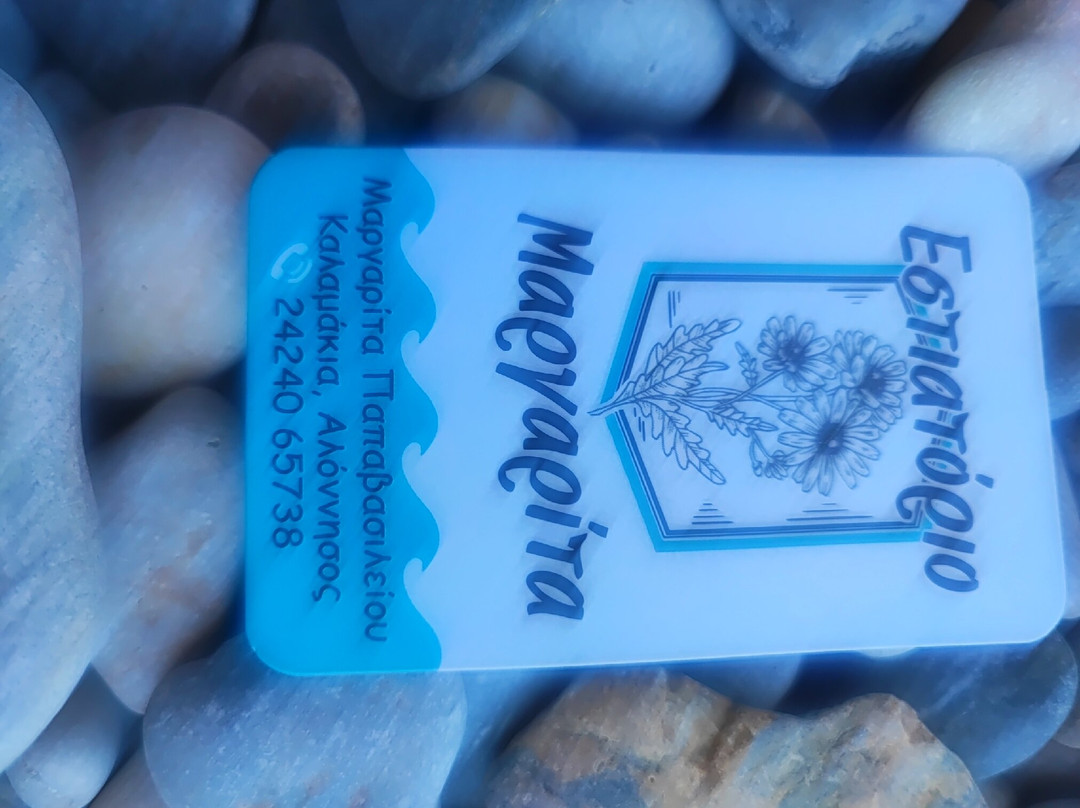 Εστιατόριο
Μαργαρίτα
Μαργαρίτα Παπαβασιλείου
Καλαμάκια, Αλόννησος
24240 65738